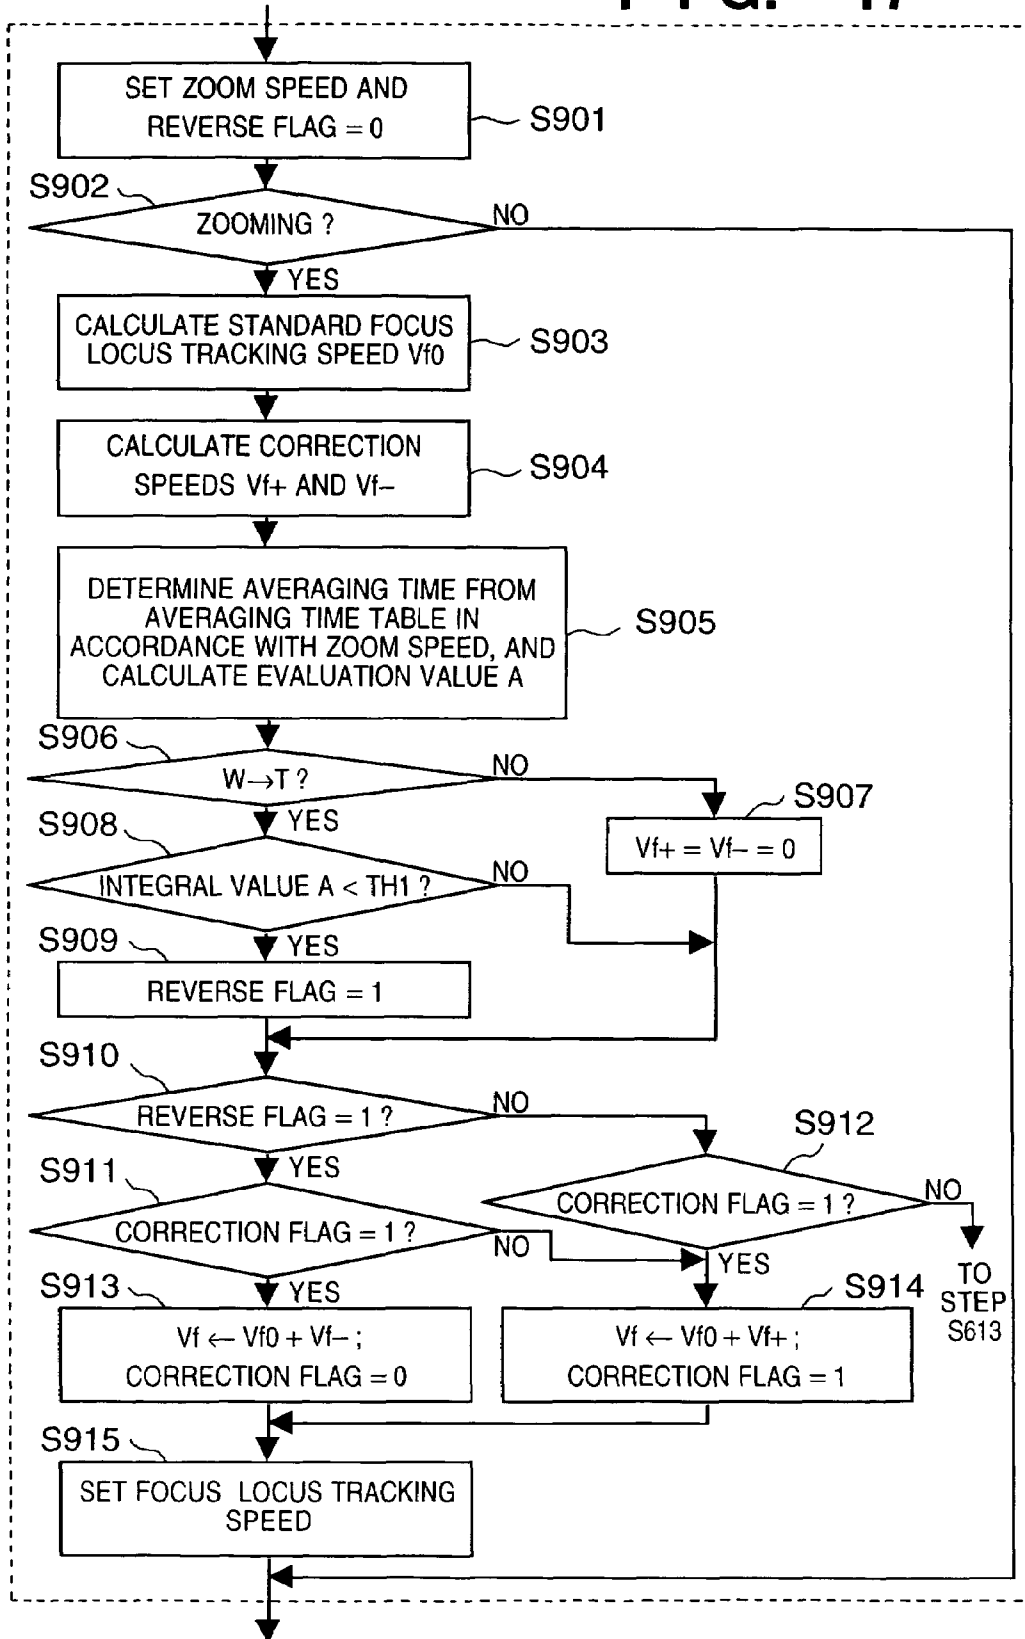 FIG. 17
SET ZOOM SPEED AND
REVERSE FLAG = 0
S901
S902
ZOOMING ?
NO
YES
CALCULATE STANDARD FOCUS
LOCUS TRACKING SPEED Vf0
S903
CALCULATE CORRECTION
SPEEDS Vf+ AND Vf−
S904
DETERMINE AVERAGING TIME FROM
AVERAGING TIME TABLE IN
ACCORDANCE WITH ZOOM SPEED, AND
CALCULATE EVALUATION VALUE A
S905
S906
W→T ?
NO
YES
S907
Vf+ = Vf− = 0
S908
INTEGRAL VALUE A < TH1 ?
NO
YES
S909
REVERSE FLAG = 1
S910
REVERSE FLAG = 1 ?
NO
YES
S911
CORRECTION FLAG = 1 ?
NO
YES
S912
CORRECTION FLAG = 1 ?
NO
YES
TO
STEP
S613
S913
Vf ← Vf0 + Vf− ;
CORRECTION FLAG = 0
S914
Vf ← Vf0 + Vf+ ;
CORRECTION FLAG = 1
S915
SET FOCUS LOCUS TRACKING
SPEED